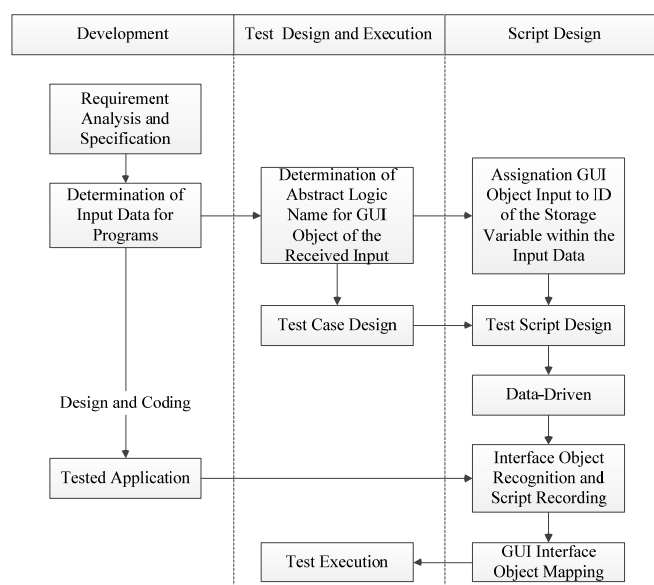 Development
Test Design and Execution
Script Design
Requirement
Analysis and
Specification
Determination of
Input Data for
Programs
Determination of
Abstract Logic
Name for GUI
Object of the
Received Input
Assignation GUI
Object Input to ID
of the Storage
Variable within the
Input Data
Test Case Design
Test Script Design
Data-Driven
Design and Coding
Tested Application
Interface Object
Recognition and
Script Recording
Test Execution
GUI Interface
Object Mapping